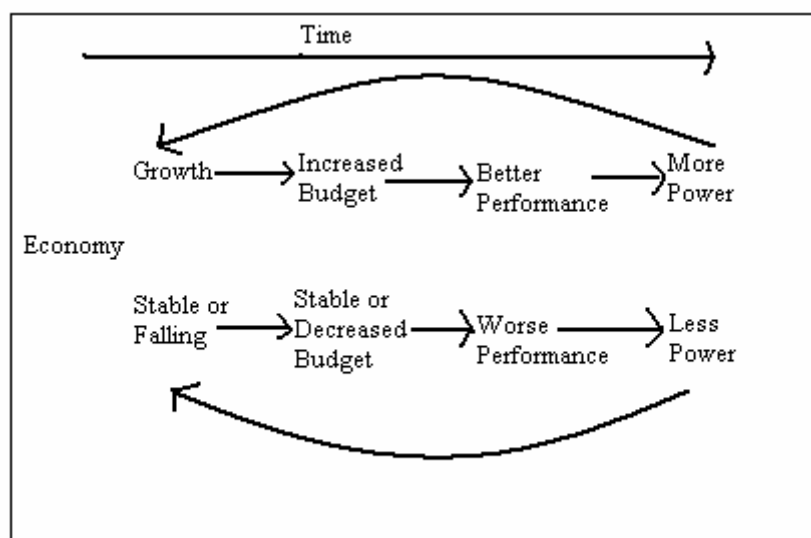 Time
Growth
Increased
Budget
Better
Performance
More
Power
Economy
Stable or
Falling
Stable or
Decreased
Budget
Worse
Performance
Less
Power